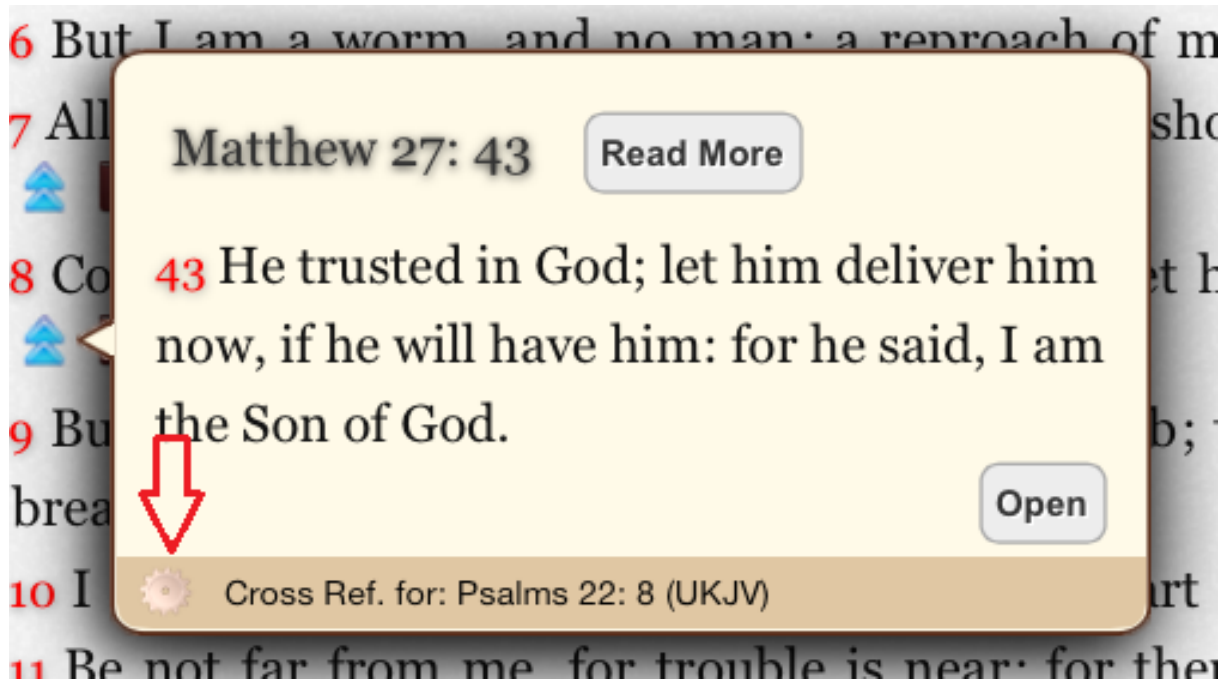 6 But I am a worm, and no man; a reproach of m
7 All
sho
Matthew 27: 43
Read More
8 Co
et h
43 He trusted in God; let him deliver him
now, if he will have him: for he said, I am
the Son of God.
9 Bu
b;
brea
Open
10 I
art
Cross Ref. for: Psalms 22: 8 (UKJV)
11 Be not far from me, for trouble is near; for ther